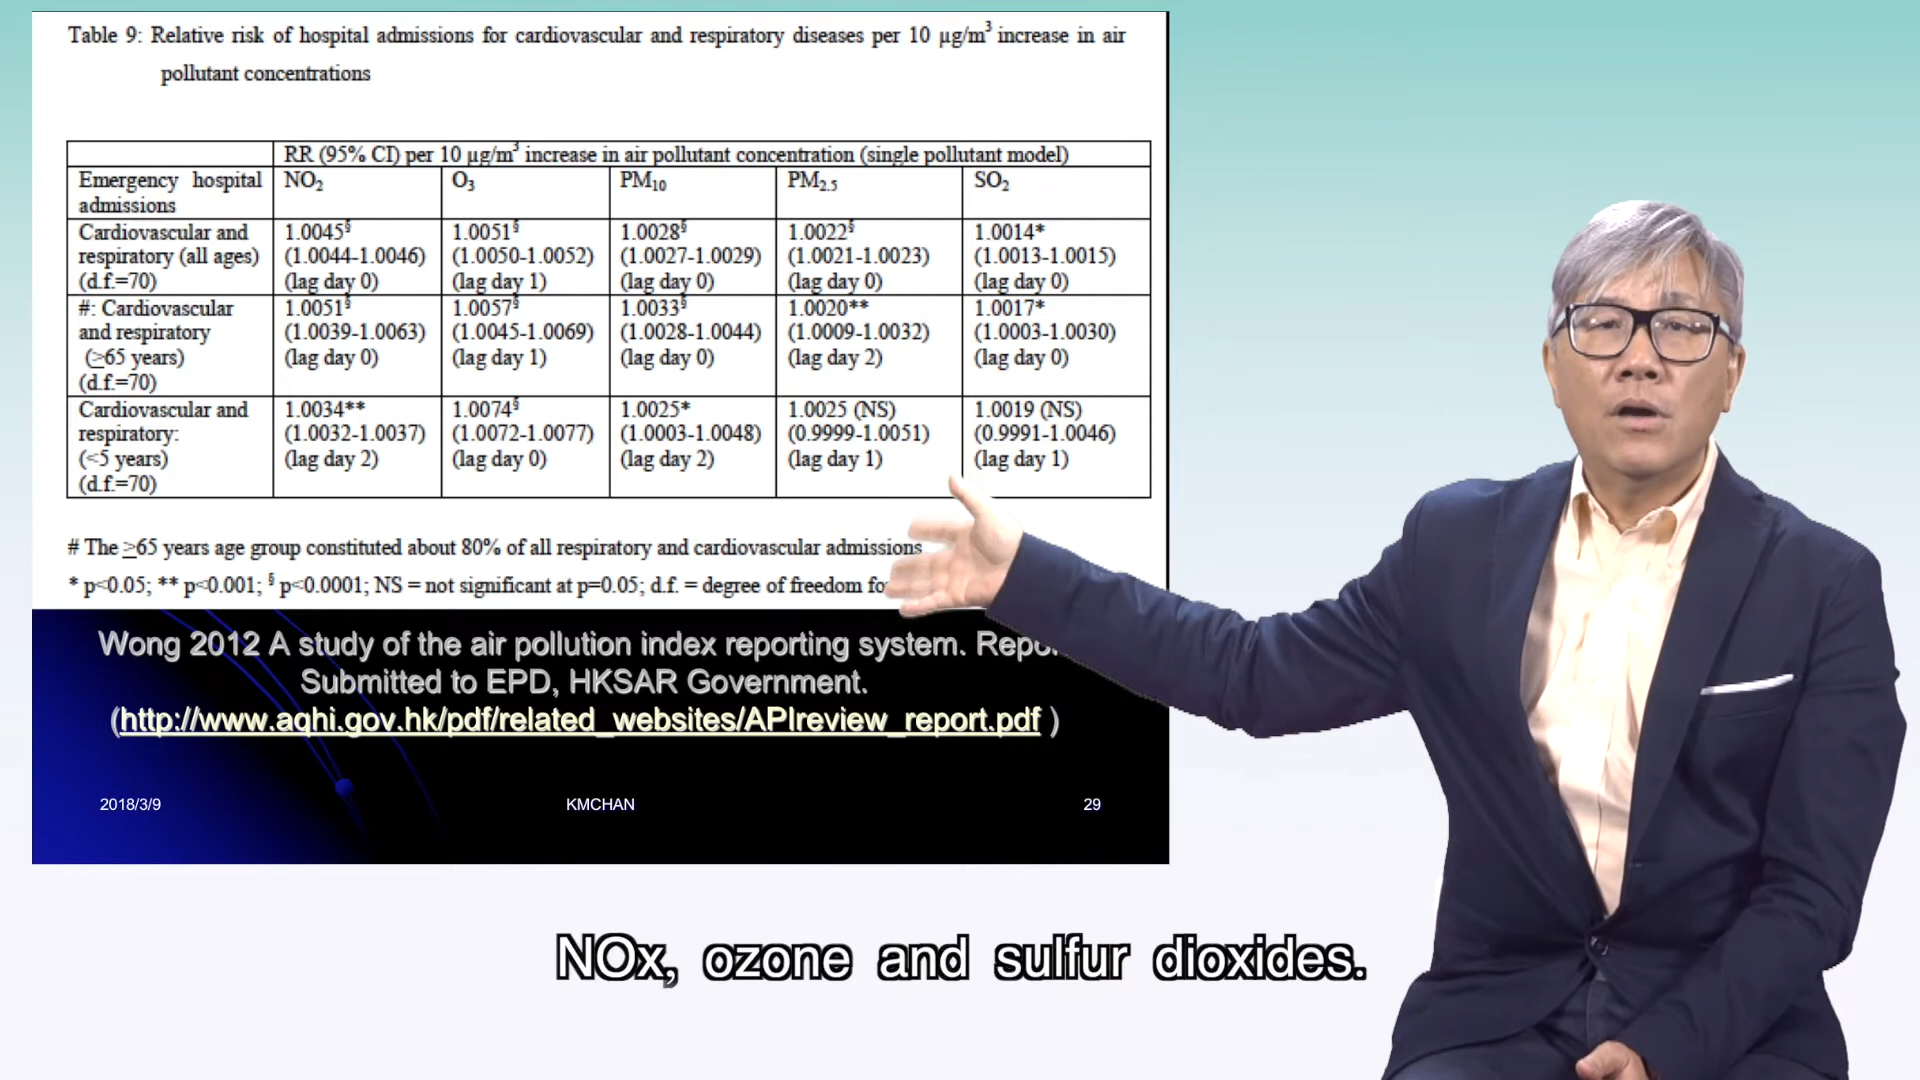 Table 9: Relative risk of hospital admissions for cardiovascular and respiratory diseases per 10 µg/m³ increase in air
pollutant concentrations
RR (95% CI) per 10 µg/m³ increase in air pollutant concentration (single pollutant model)
Emergency hospital admissions NO₂ O₃ PM₁₀ PM₂.₅ SO₂
Cardiovascular and 1.0045§ 1.0051§ 1.0028§ 1.0022§ 1.0014*
respiratory (all ages) (1.0044-1.0046) (1.0050-1.0052) (1.0027-1.0029) (1.0021-1.0023) (1.0013-1.0015)
(d.f.=70) (lag day 0) (lag day 1) (lag day 0) (lag day 0) (lag day 0)
#: Cardiovascular 1.0051§ 1.0057§ 1.0033§ 1.0020** 1.0017*
and respiratory (1.0039-1.0063) (1.0045-1.0069) (1.0028-1.0044) (1.0009-1.0032) (1.0003-1.0030)
(≥65 years) (lag day 0) (lag day 1) (lag day 0) (lag day 2) (lag day 0)
(d.f.=70)
Cardiovascular and 1.0034** 1.0074§ 1.0025* 1.0025 (NS) 1.0019 (NS)
respiratory: (1.0032-1.0037) (1.0072-1.0077) (1.0003-1.0048) (0.9999-1.0051) (0.9991-1.0046)
(<5 years) (lag day 2) (lag day 0) (lag day 2) (lag day 1) (lag day 1)
(d.f.=70)
# The ≥65 years age group constituted about 80% of all respiratory and cardiovascular admissions
* p<0.05; ** p<0.001; § p<0.0001; NS = not significant at p=0.05; d.f. = degree of freedom
Wong 2012 A study of the air pollution index reporting system.
Submitted to EPD, HKSAR Government.
(http://www.aqhi.gov.hk/pdf/related_websites/APIreview_report.pdf )
2018/3/9 KMCHAN 29
NOx, ozone and sulfur dioxides.